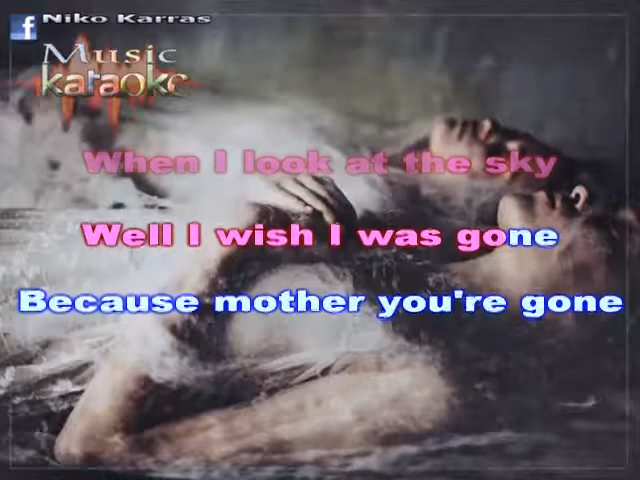 f Niko Karras
Music
karaoke
When I look at the sky
Well I wish I was gone
Because mother you're gone